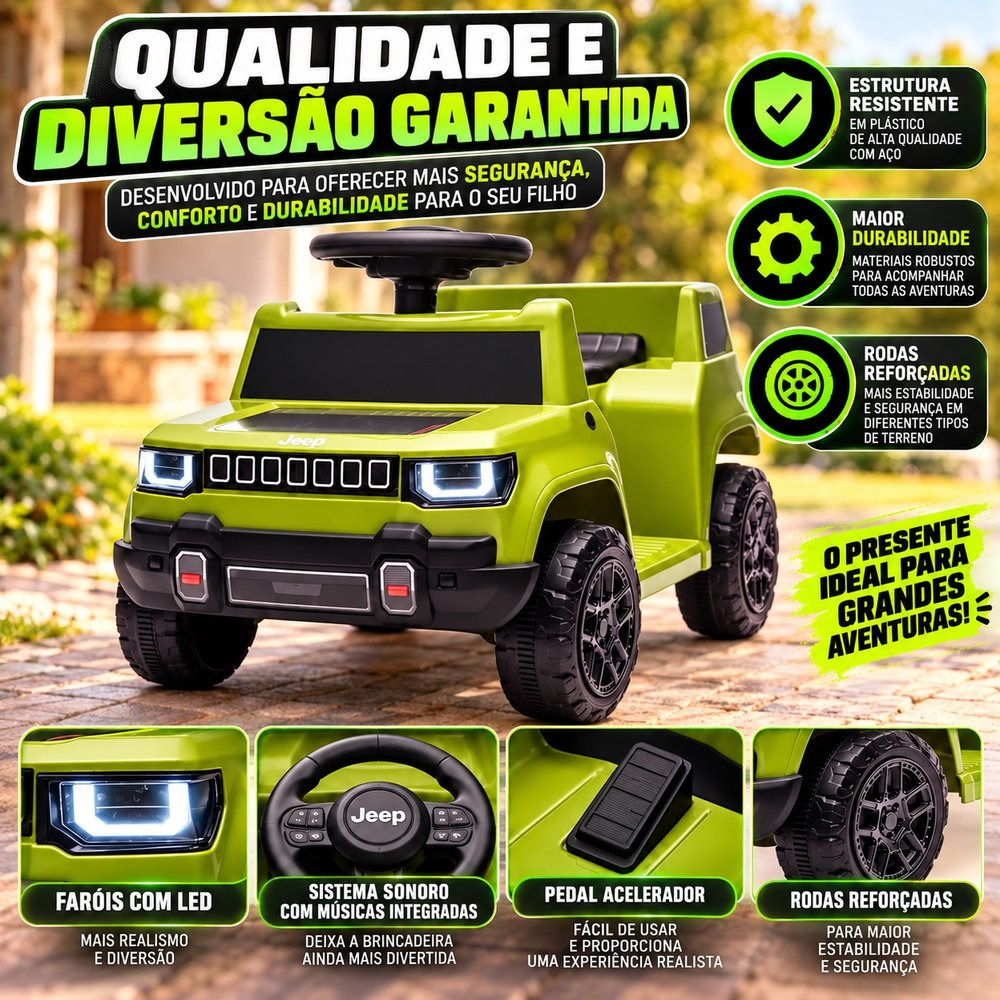 QUALIDADE E
DIVERSÃO GARANTIDA
DESENVOLVIDO PARA OFERECER MAIS SEGURANÇA,
CONFORTO E DURABILIDADE PARA O SEU FILHO
ESTRUTURA
RESISTENTE
EM PLÁSTICO
DE ALTA QUALIDADE
COM AÇO
MAIOR
DURABILIDADE
MATERIAIS ROBUSTOS
PARA ACOMPANHAR
TODAS AS AVENTURAS
RODAS
REFORÇADAS
MAIS ESTABILIDADE
E SEGURANÇA EM
DIFERENTES TIPOS
DE TERRENO
Jeep
O PRESENTE
IDEAL PARA
GRANDES
AVENTURAS!
Jeep
FARÓIS COM LED
MAIS REALISMO
E DIVERSÃO
SISTEMA SONORO
COM MÚSICAS INTEGRADAS
DEIXA A BRINCADEIRA
AINDA MAIS DIVERTIDA
PEDAL ACELERADOR
FÁCIL DE USAR
E PROPORCIONA
UMA EXPERIÊNCIA REALISTA
RODAS REFORÇADAS
PARA MAIOR
ESTABILIDADE
E SEGURANÇA